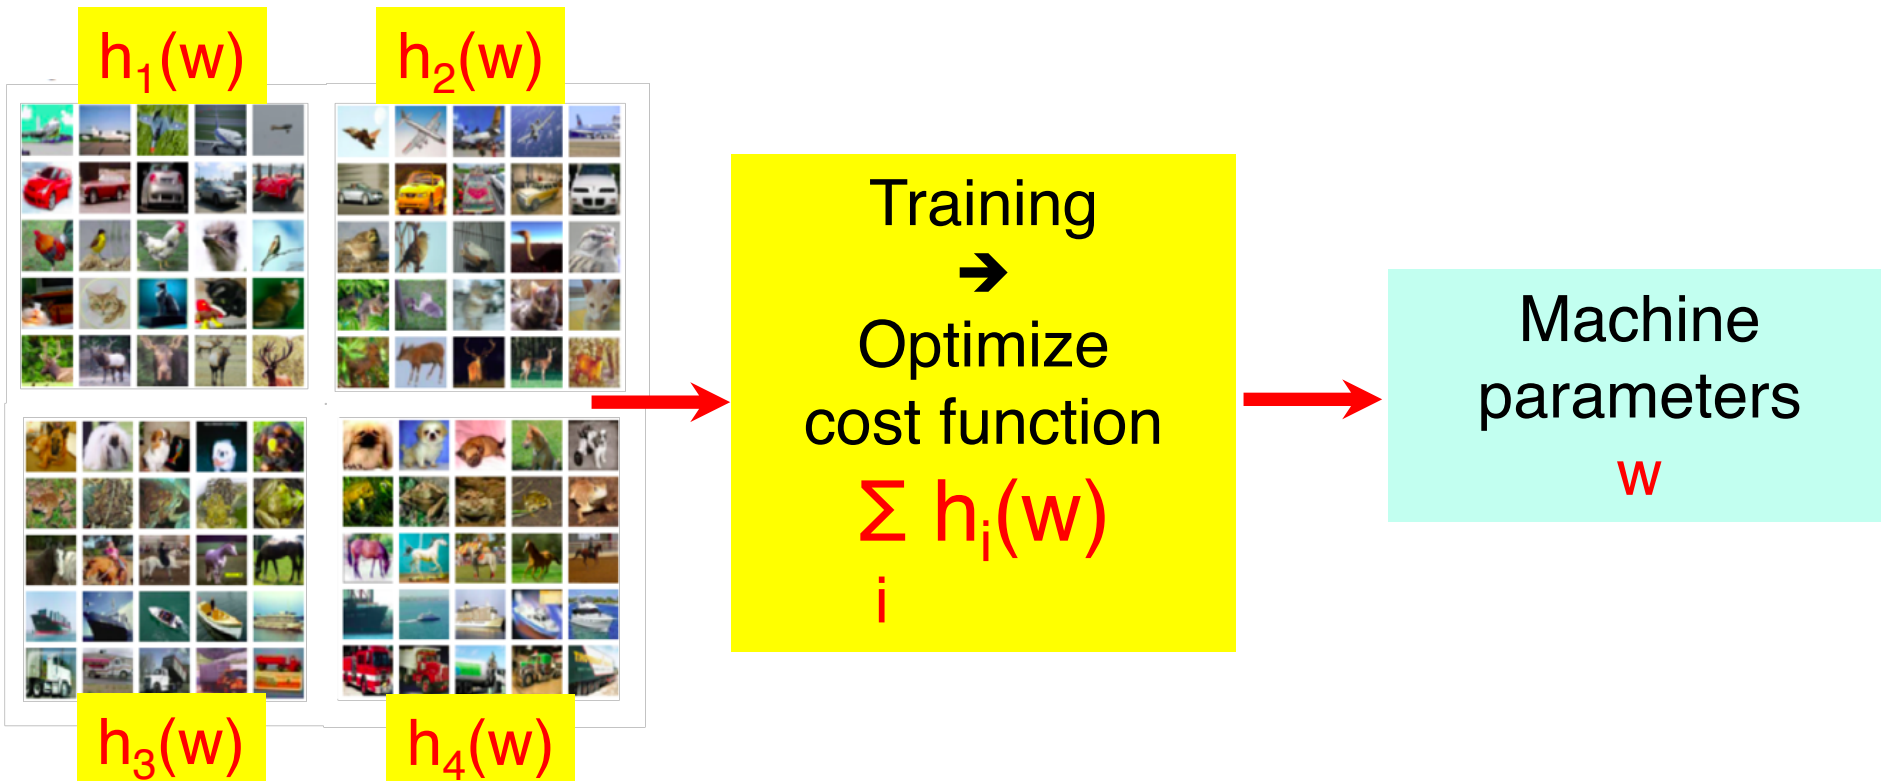 h₁(w)
h₂(w)
Training
➔
Optimize
cost function
Σ hᵢ(w)
i
Machine
parameters
w
h₃(w)
h₄(w)